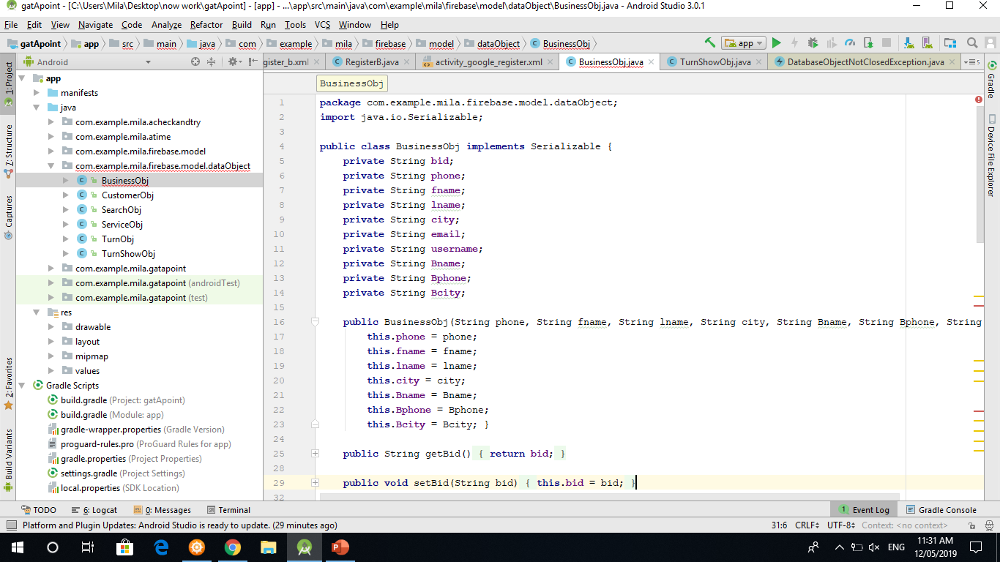 gatApoint - [C:\Users\Mila\Desktop\now work\gatApoint] - [app] - ...\app\src\main\java\com\example\mila\firebase\model\dataObject\BusinessObj.java - Android Studio 3.0.1
File Edit View Navigate Code Analyze Refactor Build Run Tools VCS Window Help
gatApoint app src main java com example mila firebase model dataObject BusinessObj app
Android gister_b.xml RegisterB.java activity_google_register.xml BusinessObj.java TurnShowObj.java DatabaseObjectNotClosedException.java 5
1: Project
7: Structure
Captures
2: Favorites
Build Variants
app
manifests
java
com.example.mila.acheckandtry
com.example.mila.atime
com.example.mila.firebase.model
com.example.mila.firebase.model.dataObject
BusinessObj
CustomerObj
SearchObj
ServiceObj
TurnObj
TurnShowObj
com.example.mila.gatapoint
com.example.mila.gatapoint (androidTest)
com.example.mila.gatapoint (test)
res
drawable
layout
mipmap
values
Gradle Scripts
build.gradle (Project: gatApoint)
build.gradle (Module: app)
gradle-wrapper.properties (Gradle Version)
proguard-rules.pro (ProGuard Rules for app)
gradle.properties (Project Properties)
settings.gradle (Project Settings)
local.properties (SDK Location)
BusinessObj
1 package com.example.mila.firebase.model.dataObject;
2 import java.io.Serializable;
3
4 public class BusinessObj implements Serializable {
5 private String bid;
6 private String phone;
7 private String fname;
8 private String lname;
9 private String city;
10 private String email;
11 private String username;
12 private String Bname;
13 private String Bphone;
14 private String Bcity;
15
16 public BusinessObj(String phone, String fname, String lname, String city, String Bname, String Bphone, String
17 this.phone = phone;
18 this.fname = fname;
19 this.lname = lname;
20 this.city = city;
21 this.Bname = Bname;
22 this.Bphone = Bphone;
23 this.Bcity = Bcity; }
24
25 public String getBid() { return bid; }
28
29 public void setBid(String bid) { this.bid = bid; }
32
Gradle
Device File Explorer
TODO 6: Logcat 0: Messages Terminal 1 Event Log Gradle Console
Platform and Plugin Updates: Android Studio is ready to update. (29 minutes ago) 31:6 CRLF UTF-8 Context: <no context>
ENG 11:31 AM
12/05/2019